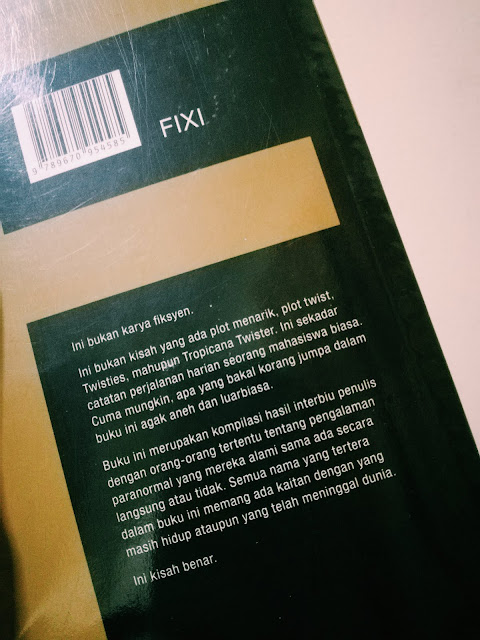 9 789670 954585
FIXI
Ini bukan karya fiksyen.
Ini bukan kisah yang ada plot menarik, plot twist,
Twisties, mahupun Tropicana Twister. Ini sekadar
catatan perjalanan harian seorang mahasiswa biasa.
Cuma mungkin, apa yang bakal korang jumpa dalam
buku ini agak aneh dan luarbiasa.
Buku ini merupakan kompilasi hasil interbiu penulis
dengan orang-orang tertentu tentang pengalaman
paranormal yang mereka alami sama ada secara
langsung atau tidak. Semua nama yang tertera
dalam buku ini memang ada kaitan dengan yang
masih hidup ataupun yang telah meninggal dunia.
Ini kisah benar.